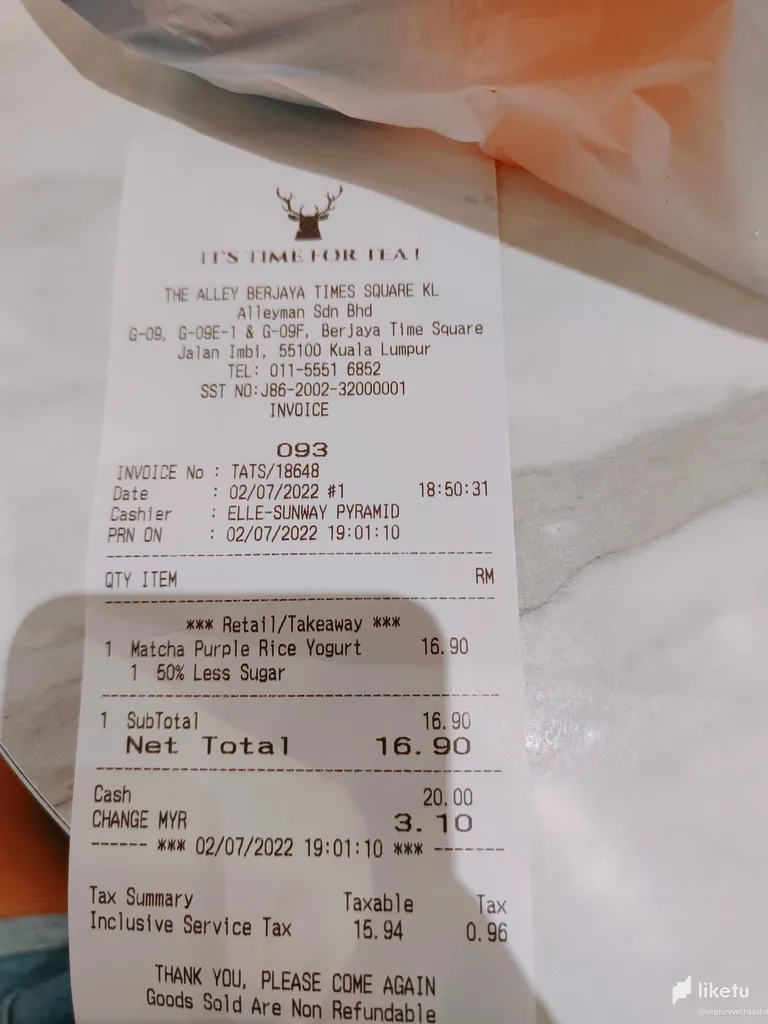 IT'S TIME FOR TEA!
THE ALLEY BERJAYA TIMES SQUARE KL
Alleyman Sdn Bhd
G-09, G-09E-1 & G-09F, Berjaya Time Square
Jalan Imbi, 55100 Kuala Lumpur
TEL: 011-5551 6852
SST NO:J86-2002-32000001
INVOICE
093
INVOICE No : TATS/18648
Date : 02/07/2022 #1 18:50:31
Cashier : ELLE-SUNWAY PYRAMID
PRN ON : 02/07/2022 19:01:10
QTY ITEM RM
*** Retail/Takeaway ***
1 Matcha Purple Rice Yogurt 16.90
1 50% Less Sugar
1 SubTotal 16.90
Net Total 16.90
Cash 20.00
CHANGE MYR 3.10
------ *** 02/07/2022 19:01:10 *** -------
Tax Summary Taxable Tax
Inclusive Service Tax 15.94 0.96
THANK YOU, PLEASE COME AGAIN
Goods Sold Are Non Refundable
liketu